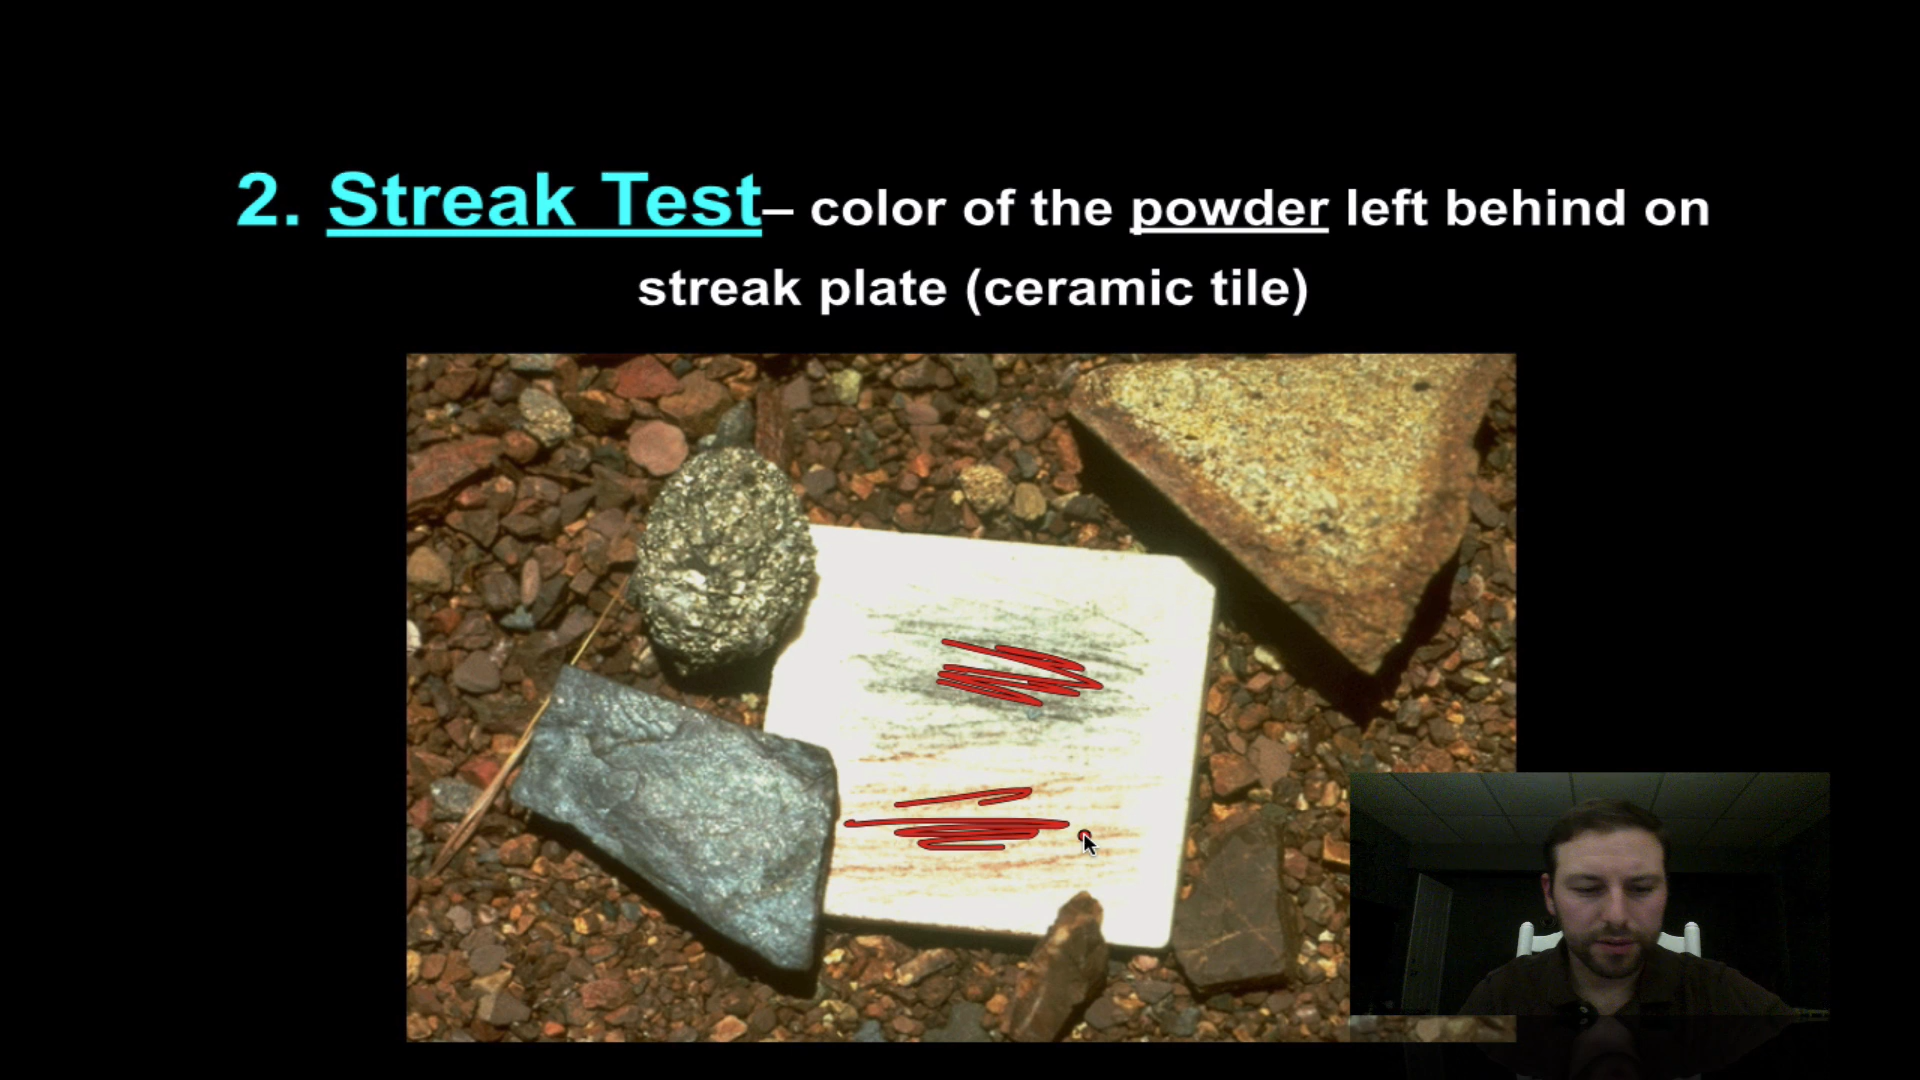 2. Streak Test– color of the powder left behind on
streak plate (ceramic tile)